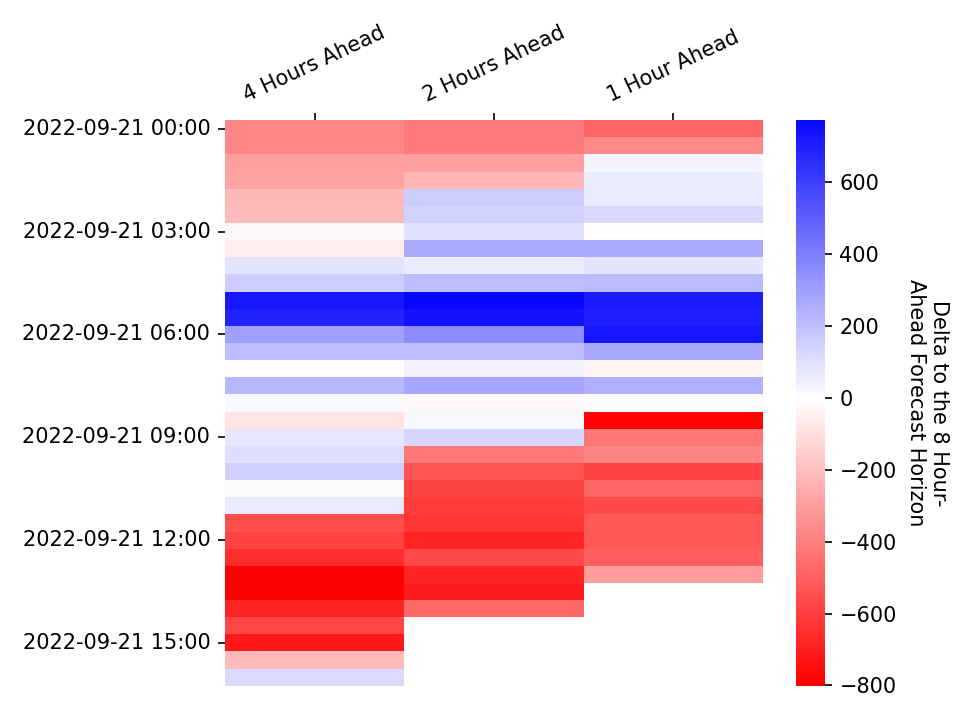 4 Hours Ahead
2 Hours Ahead
1 Hour Ahead
2022-09-21 00:00
2022-09-21 03:00
2022-09-21 06:00
2022-09-21 09:00
2022-09-21 12:00
2022-09-21 15:00
600
400
200
0
−200
−400
−600
−800
Delta to the 8 Hour-
Ahead Forecast Horizon